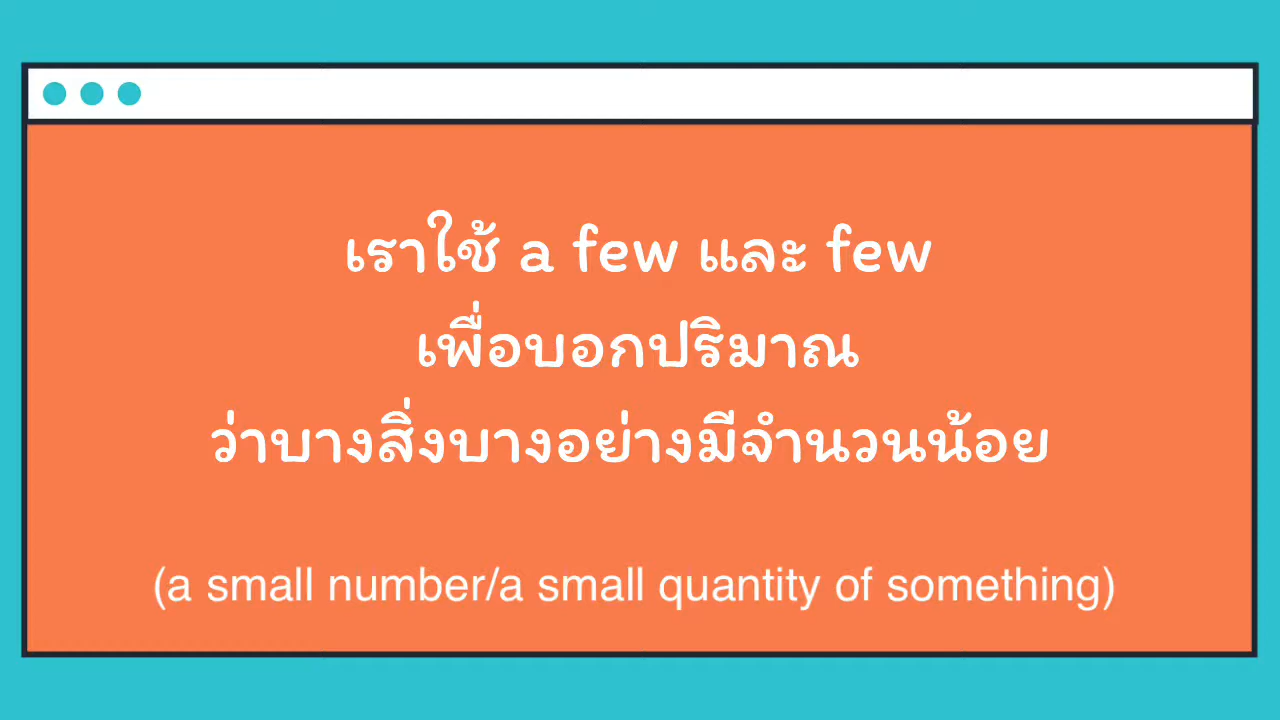 เราใช้ a few และ few
เพื่อบอกปริมาณ
ว่าบางสิ่งบางอย่างมีจำนวนน้อย
(a small number/a small quantity of something)